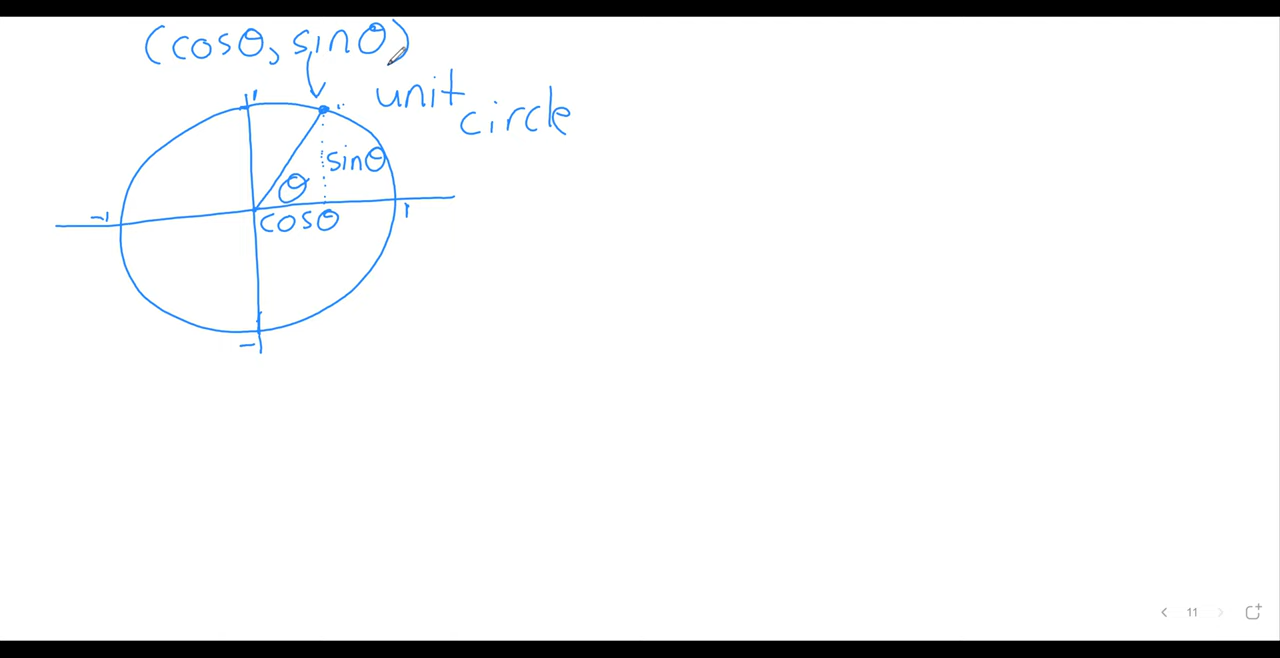 (cosθ, sinθ)
unit
circle
1
sinθ
θ
-1
cosθ
1
-1
11